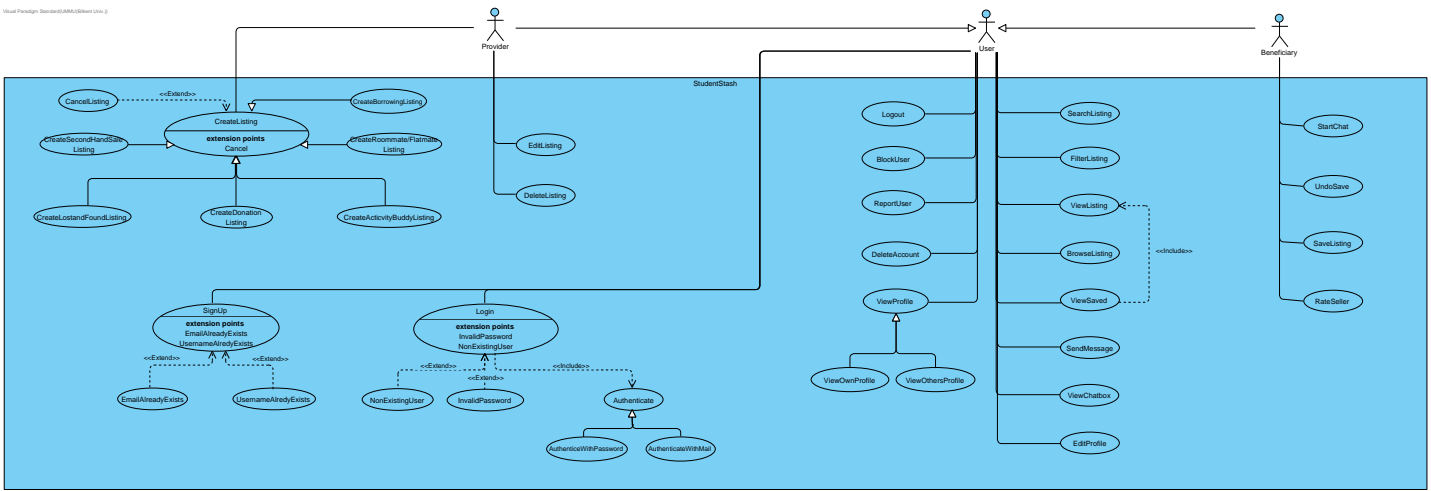 Visual Paradigm Standard(UMMU(Bilkent Univ.))
Provider
User
Beneficiary
StudentStash
CancelListing
<<Extend>>
CreateBorrowingListing
CreateListing
extension points
Cancel
CreateSecondHandSale
Listing
CreateRoommate/Flatmate
Listing
CreateLostandFoundListing
CreateDonation
Listing
CreateActicvityBuddyListing
EditListing
DeleteListing
Logout
BlockUser
ReportUser
DeleteAccount
ViewProfile
ViewOwnProfile
ViewOthersProfile
SearchListing
FilterListing
ViewListing
<<Include>>
BrowseListing
ViewSaved
SendMessage
ViewChatbox
EditProfile
StartChat
UndoSave
SaveListing
RateSeller
SignUp
extension points
EmailAlreadyExists
UsernameAlredyExists
<<Extend>>
<<Extend>>
EmailAlreadyExists
UsernameAlredyExists
Login
extension points
InvalidPassword
NonExistingUser
<<Extend>>
<<Extend>>
<<Include>>
NonExistingUser
InvalidPassword
Authenticate
AuthenticeWithPassword
AuthenticateWithMail